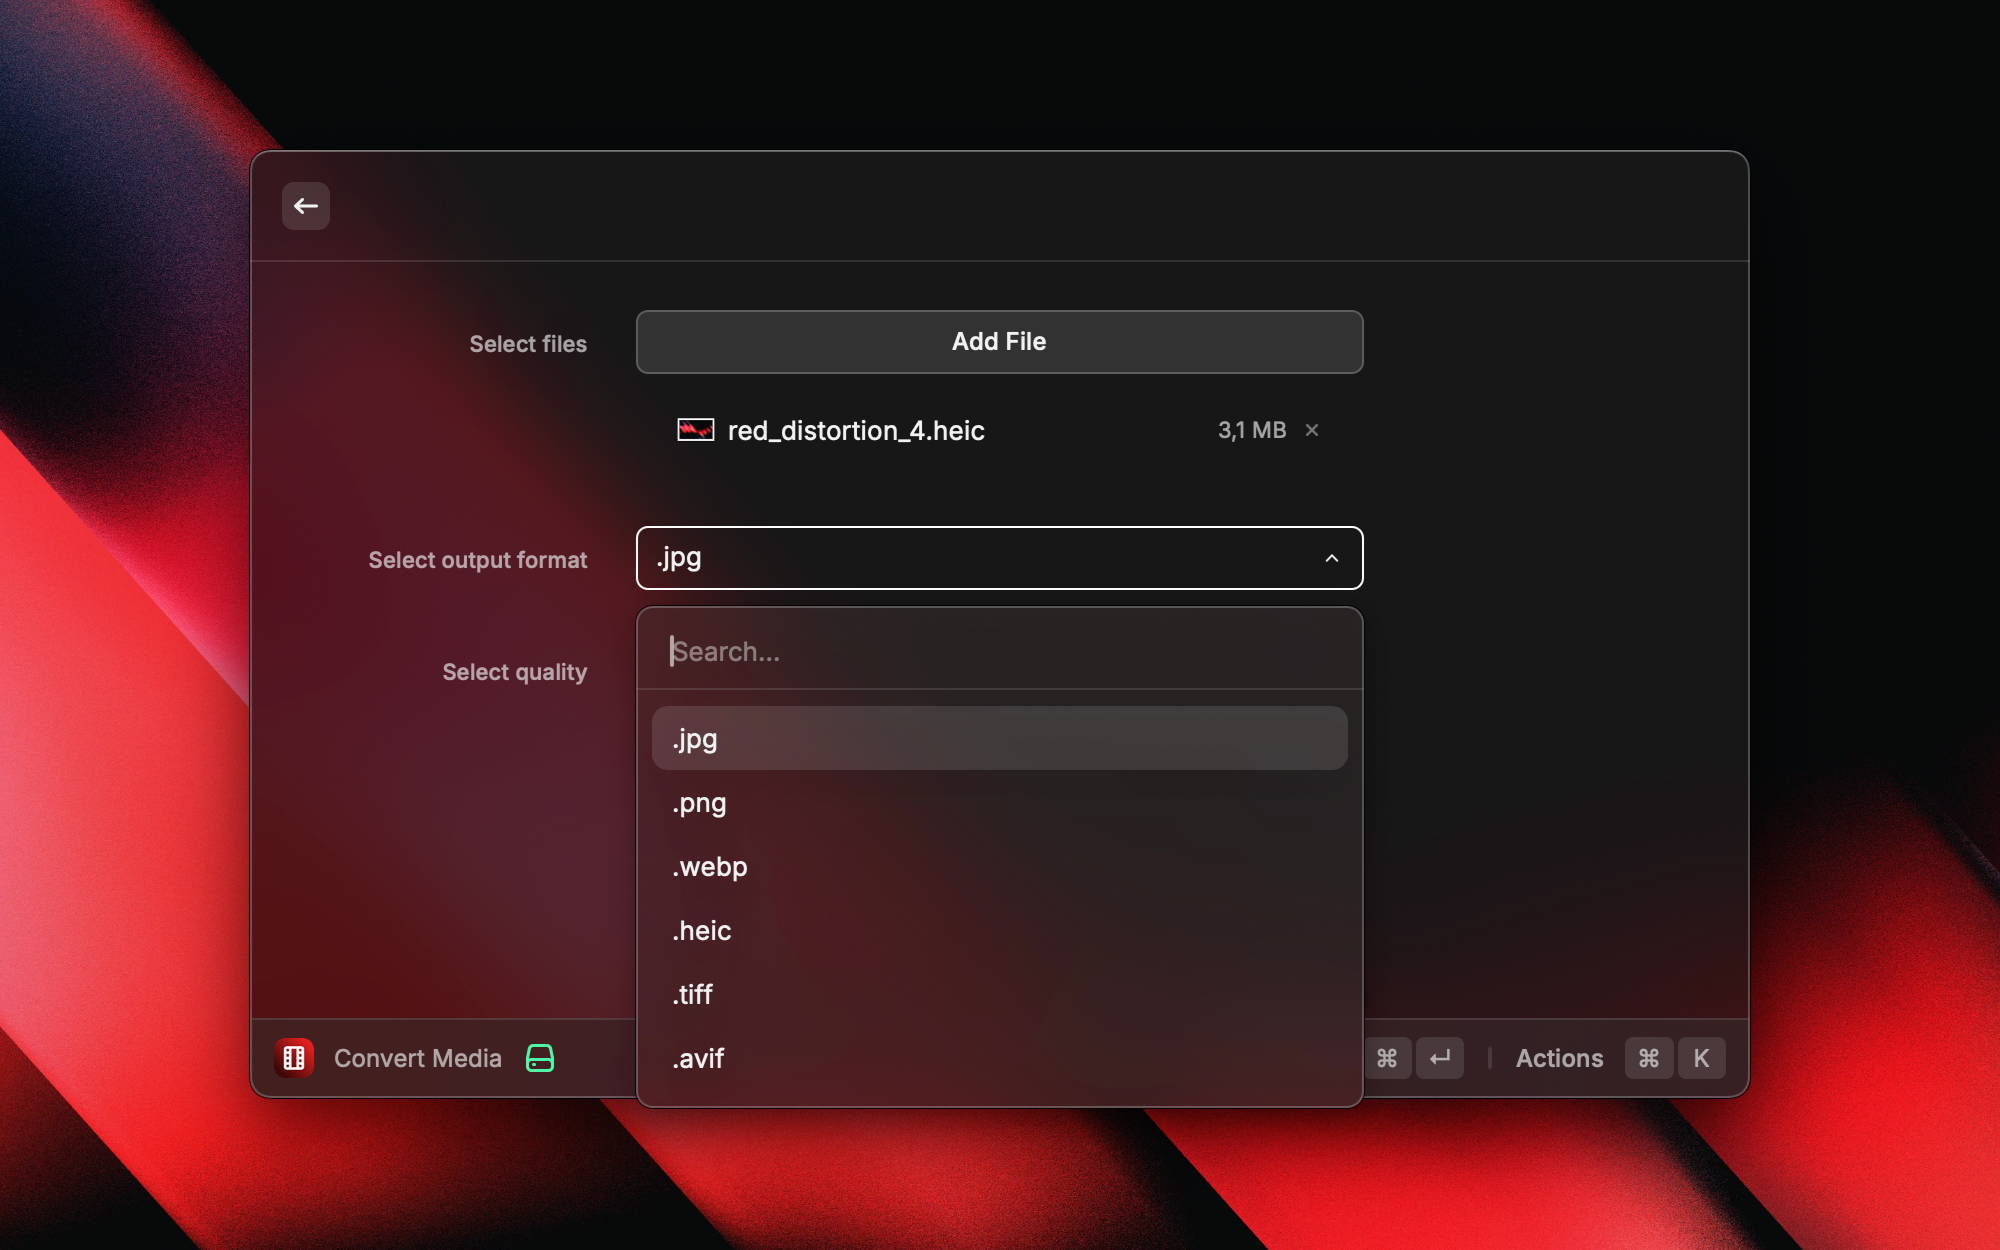 Select files
Add File
red_distortion_4.heic 3,1 MB ×
Select output format
.jpg
Search...
Select quality
.jpg
.png
.webp
.heic
.tiff
.avif
Convert Media
⌘ ↵ | Actions ⌘ K